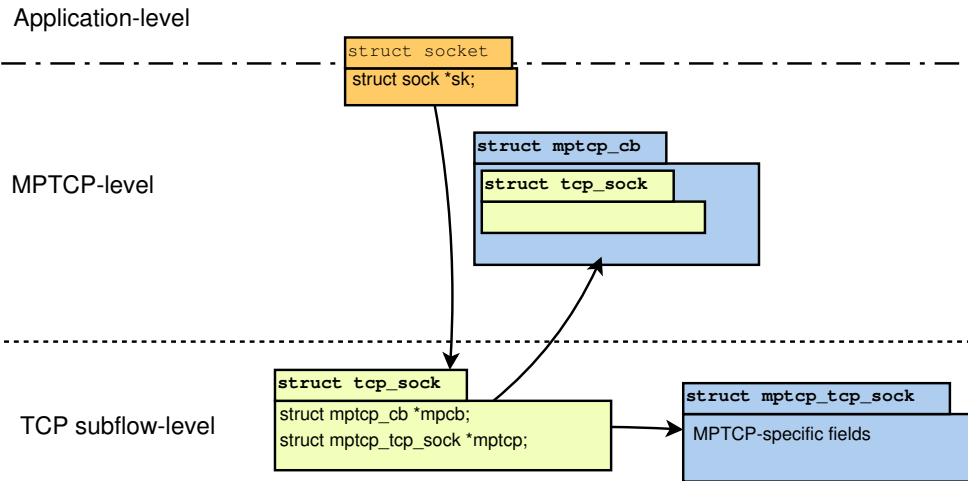 Application-level
struct socket
struct sock *sk;
struct mptcp_cb
MPTCP-level
struct tcp_sock
struct tcp_sock
struct mptcp_cb *mpcb;
struct mptcp_tcp_sock *mptcp;
TCP subflow-level
struct mptcp_tcp_sock
MPTCP-specific fields